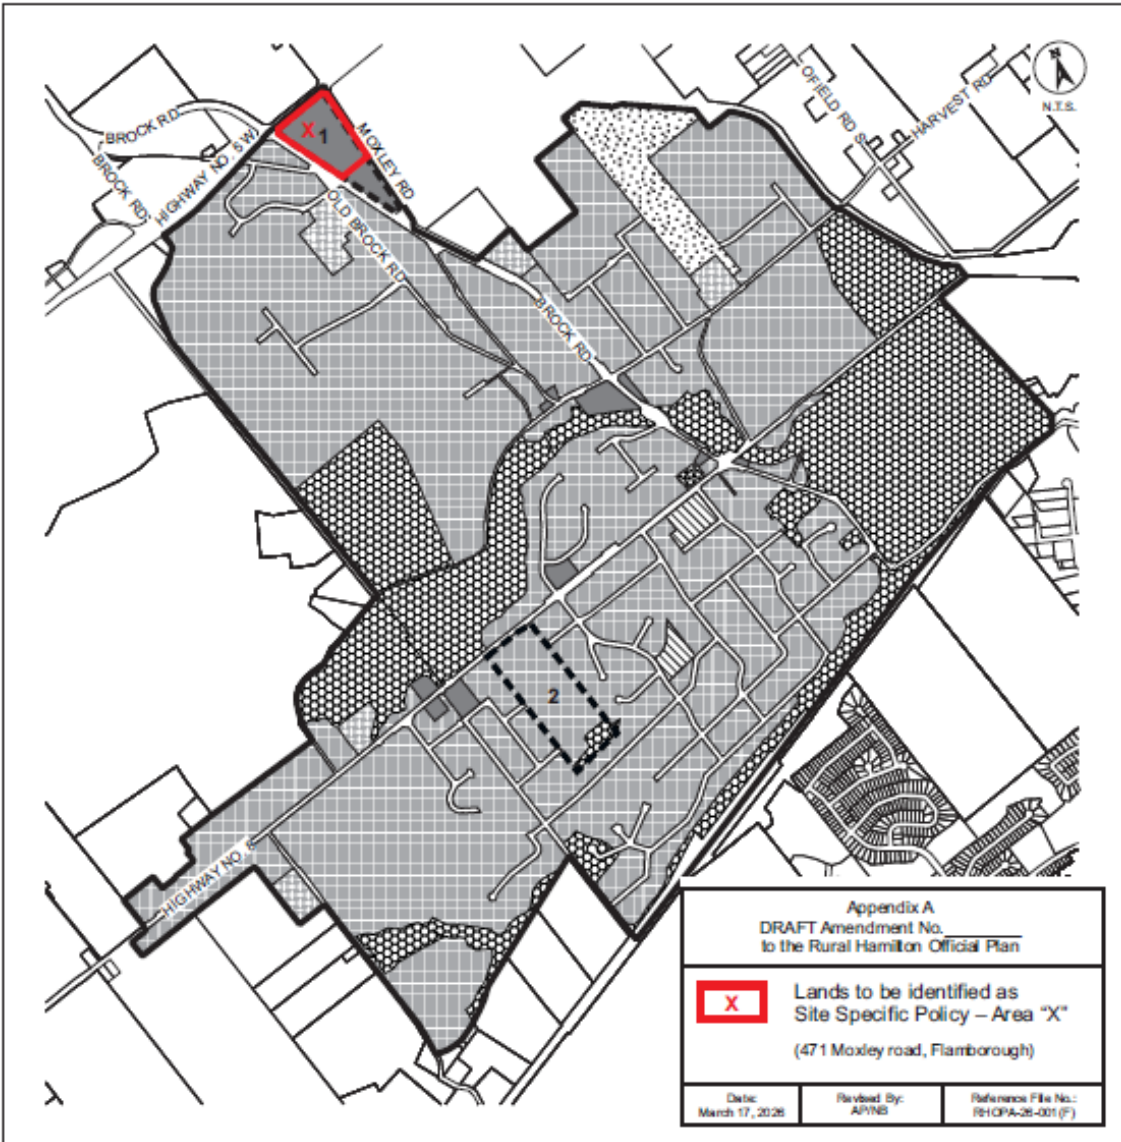 N
N.T.S.
OFIELD RD S
HARVEST RD
BROCK RD
BROCK RD
HIGHWAY NO. 5 W
X 1
MOXLEY RD
OLD BROCK RD
BROCK RD
2
HIGHWAY NO. 8
Appendix A
DRAFT Amendment No.________
to the Rural Hamilton Official Plan
X
Lands to be identified as
Site Specific Policy – Area “X”
(471 Moxley road, Flamborough)
Date:
March 17, 2026
Revised By:
AP/NB
Reference File No.:
RHOPA-26-001(F)